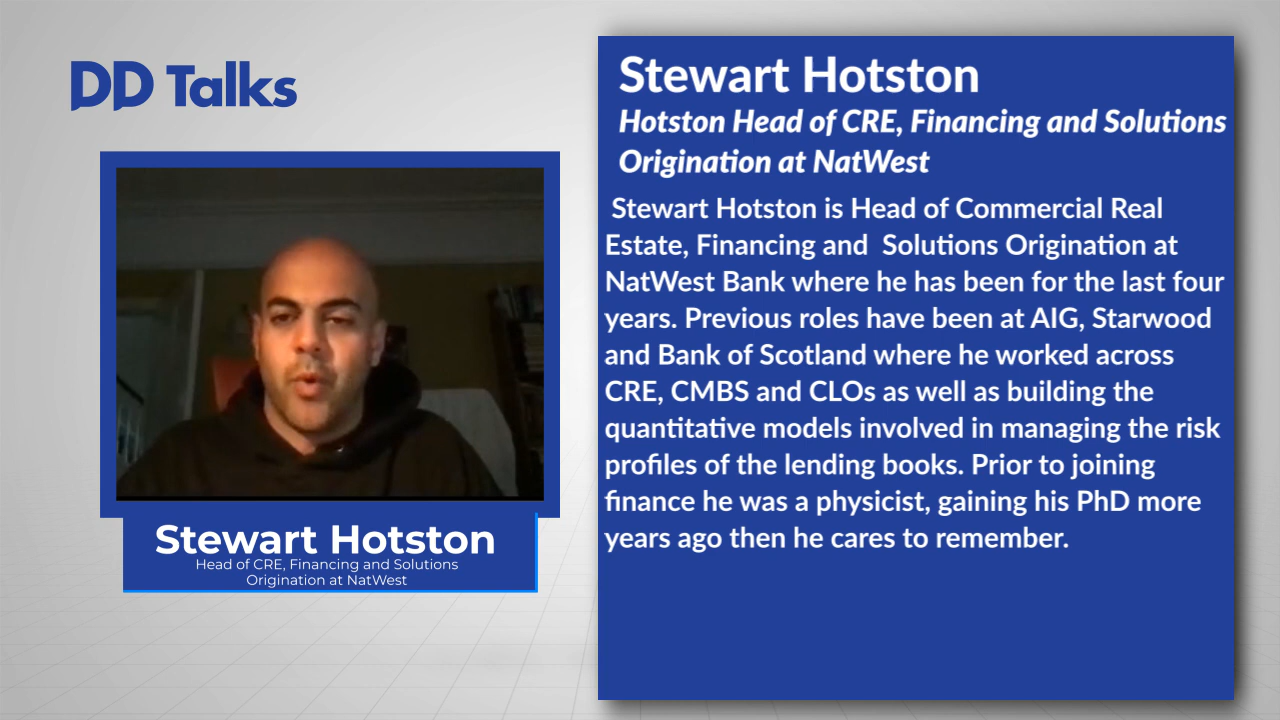 DD Talks
Stewart Hotston
Head of CRE, Financing and Solutions
Origination at NatWest
Stewart Hotston
Hotston Head of CRE, Financing and Solutions
Origination at NatWest
Stewart Hotston is Head of Commercial Real
Estate, Financing and  Solutions Origination at
NatWest Bank where he has been for the last four
years. Previous roles have been at AIG, Starwood
and Bank of Scotland where he worked across
CRE, CMBS and CLOs as well as building the
quantitative models involved in managing the risk
profiles of the lending books. Prior to joining
finance he was a physicist, gaining his PhD more
years ago then he cares to remember.